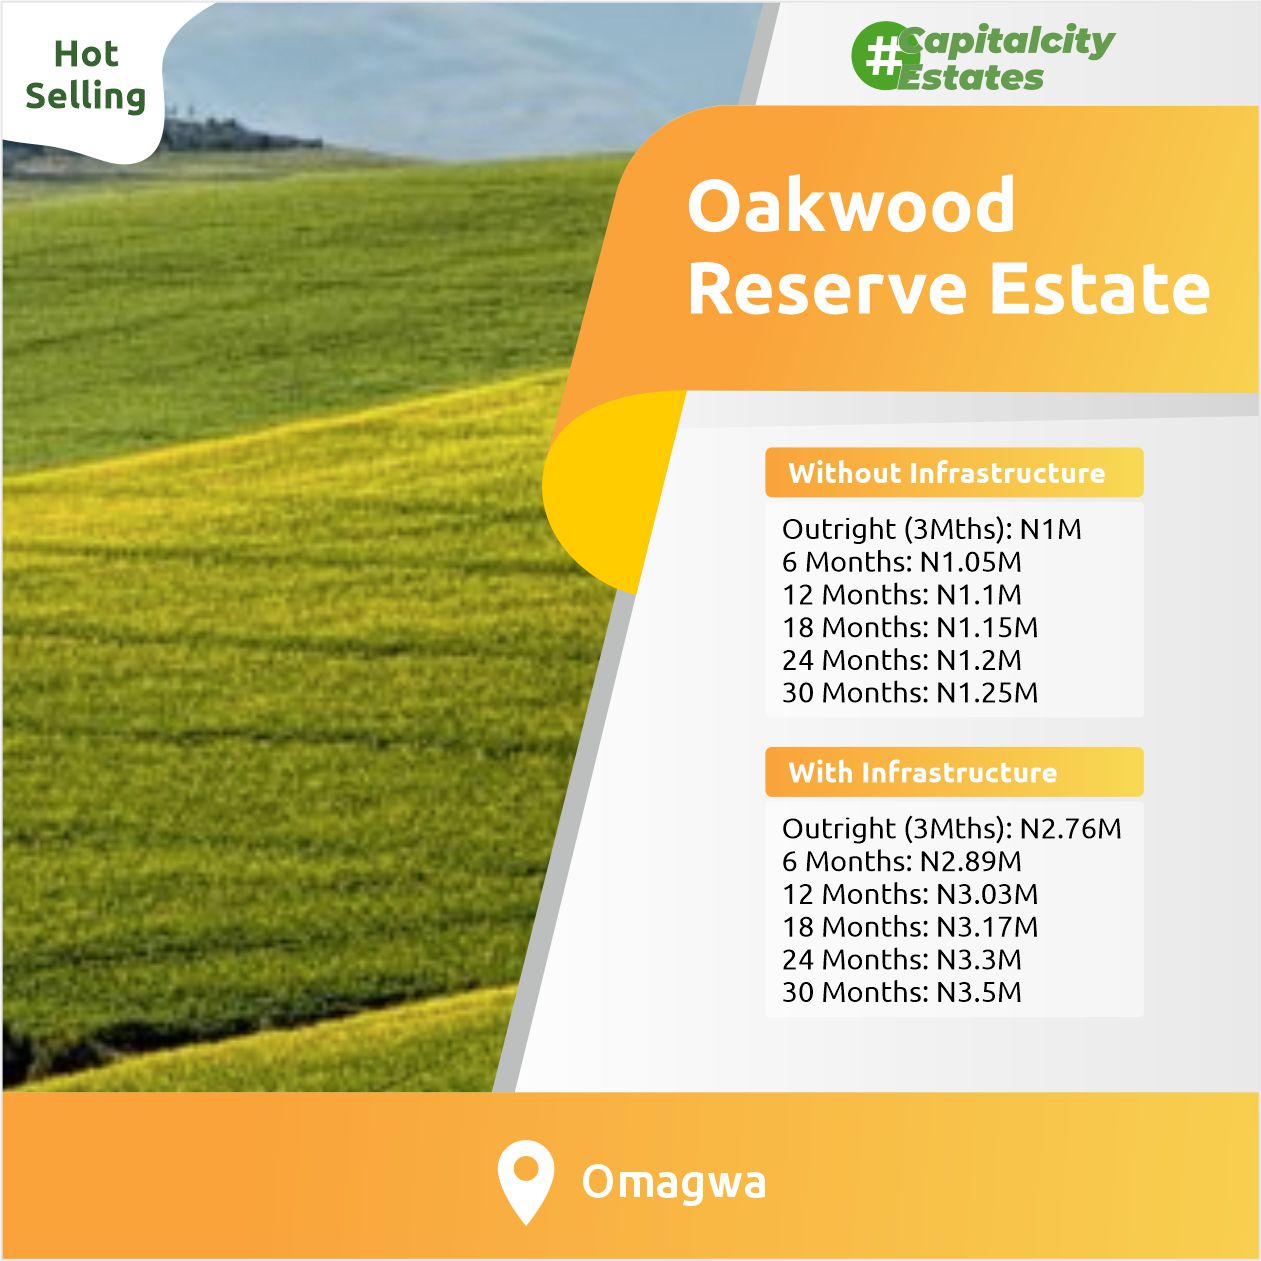 Hot
Selling
#Capitalcity
Estates
Oakwood
Reserve Estate
Without Infrastructure
Outright (3Mths): N1M
6 Months: N1.05M
12 Months: N1.1M
18 Months: N1.15M
24 Months: N1.2M
30 Months: N1.25M
With Infrastructure
Outright (3Mths): N2.76M
6 Months: N2.89M
12 Months: N3.03M
18 Months: N3.17M
24 Months: N3.3M
30 Months: N3.5M
Omagwa